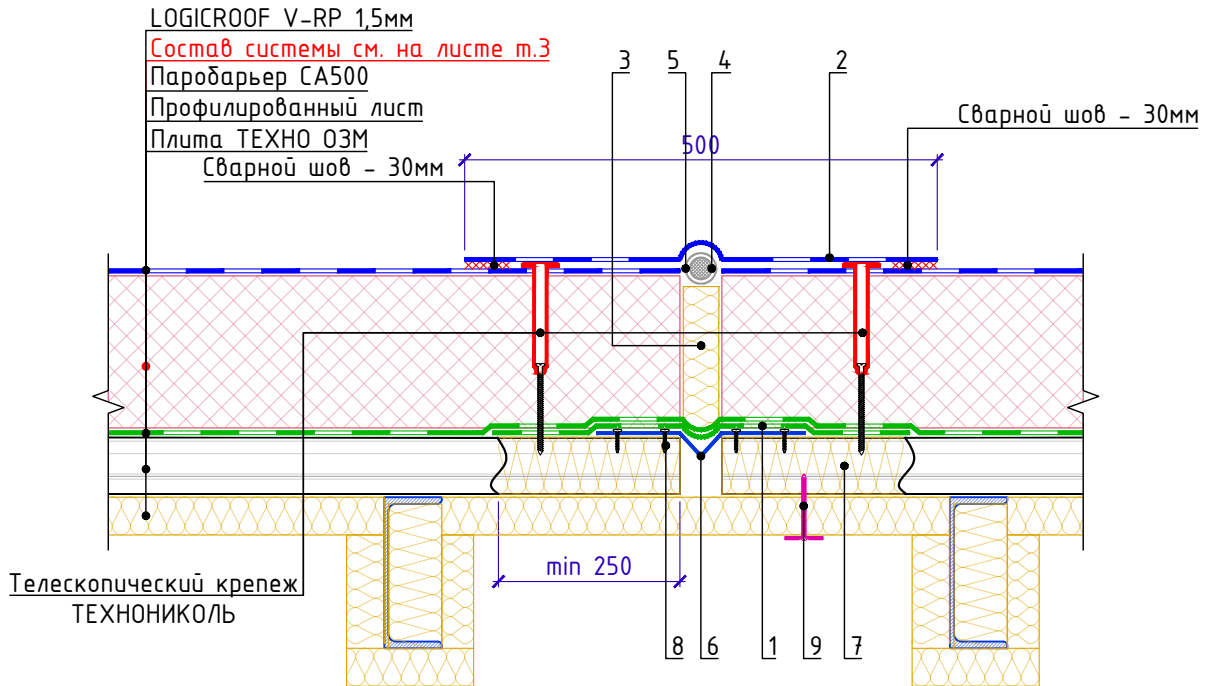 LOGICROOF V-RP 1,5мм
Состав системы см. на листе т.3
Паробарьер СА500
Профилированный лист
Плита ТЕХНО ОЗМ
Сварной шов - 30мм
3
5
4
2
Сварной шов - 30мм
500
min 250
Телескопический крепеж
ТЕХНОНИКОЛЬ
8
6
1
9
7